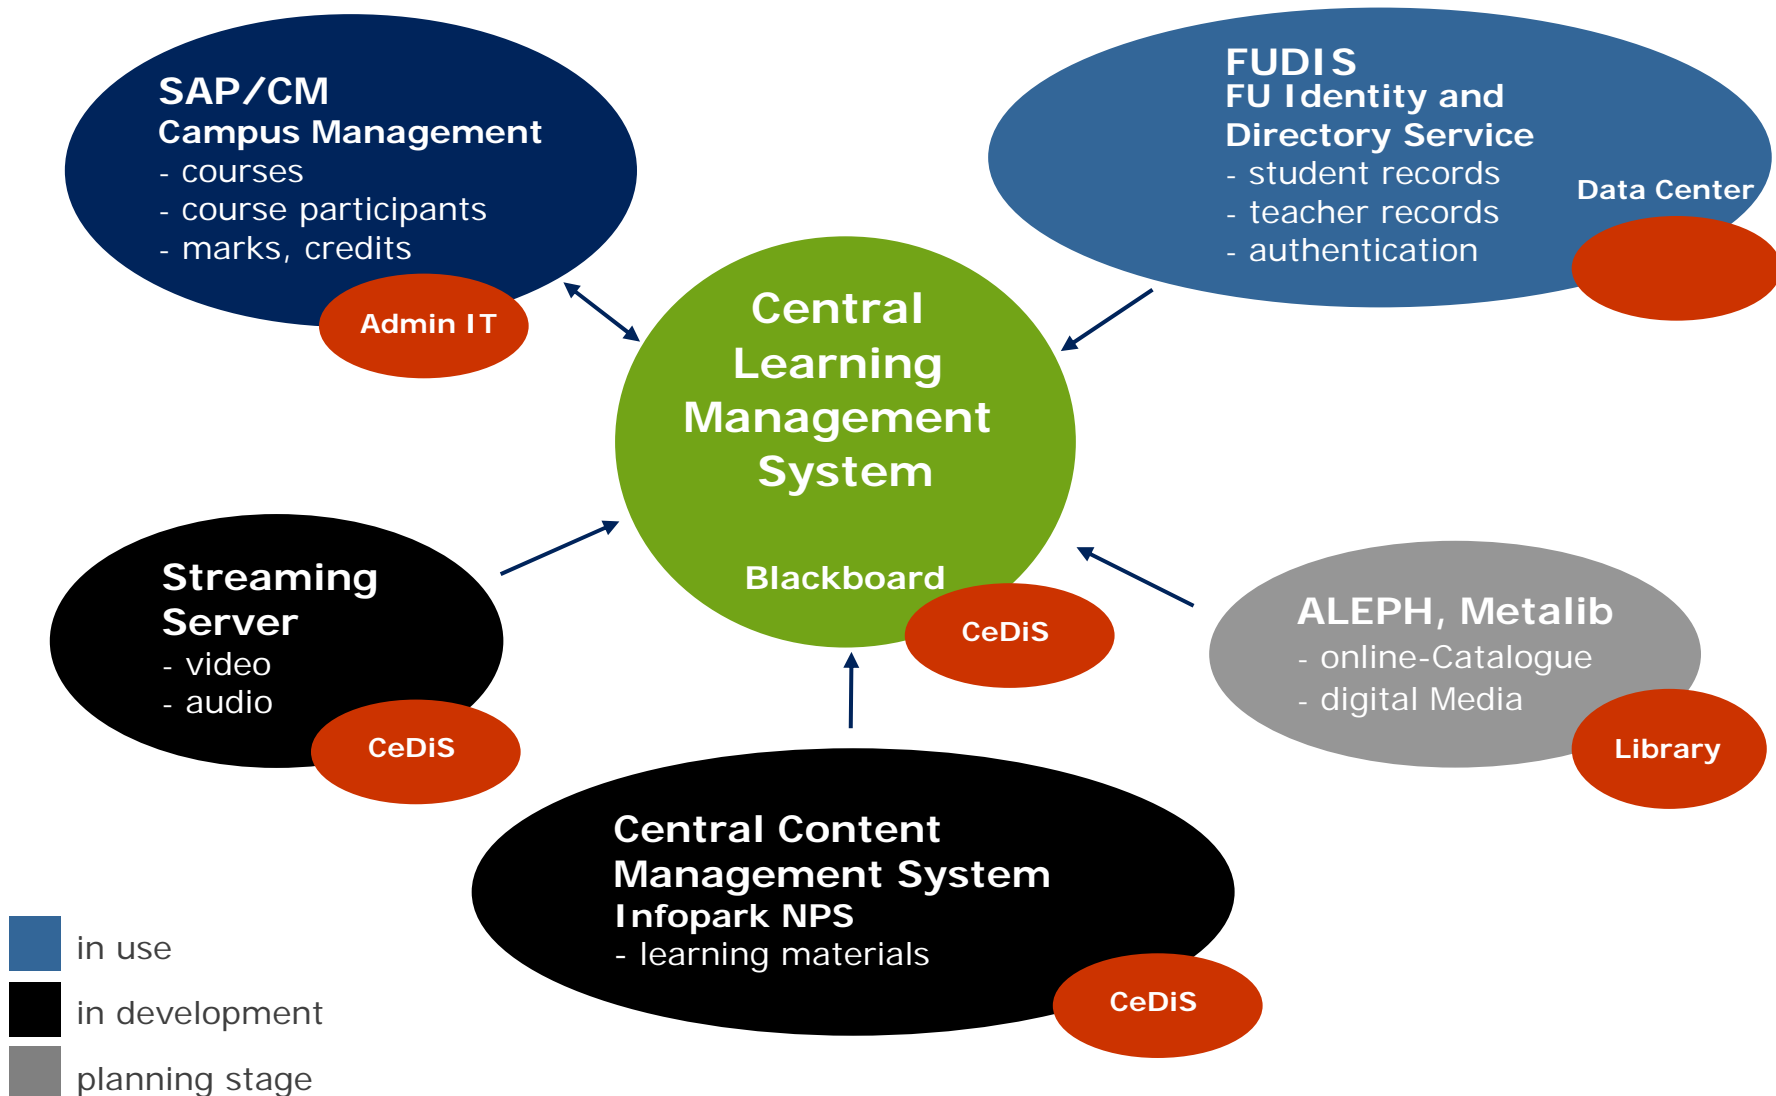 SAP/CM
Campus Management
- courses
- course participants
- marks, credits
Admin IT
FUDIS
FU Identity and
Directory Service
- student records
- teacher records
- authentication
Data Center
Central
Learning
Management
System
Blackboard
CeDiS
Streaming
Server
- video
- audio
CeDiS
ALEPH, Metalib
- online-Catalogue
- digital Media
Library
Central Content
Management System
Infopark NPS
- learning materials
CeDiS
in use
in development
planning stage